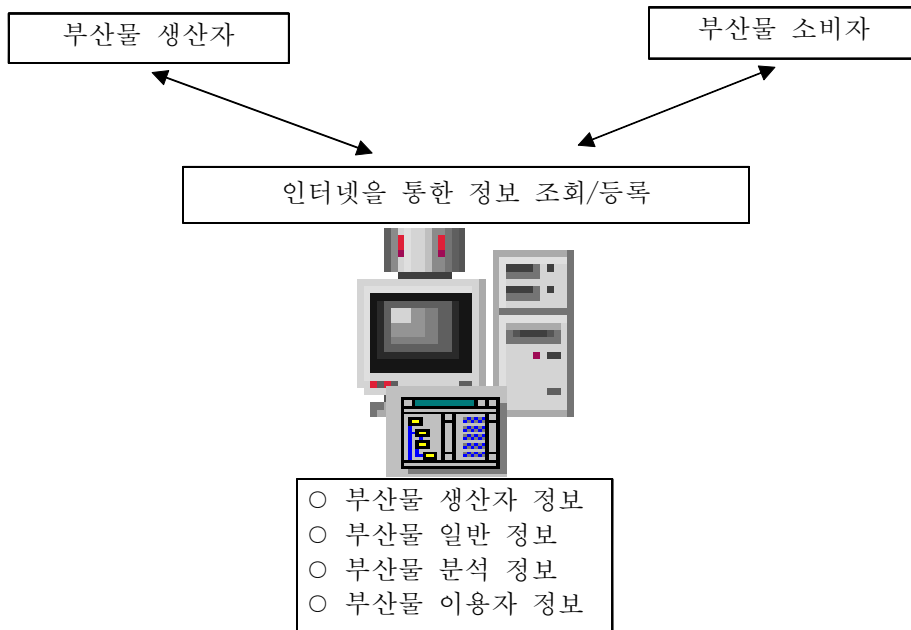 부산물 생산자
부산물 소비자
인터넷을 통한 정보 조회/등록
○ 부산물 생산자 정보
○ 부산물 일반 정보
○ 부산물 분석 정보
○ 부산물 이용자 정보